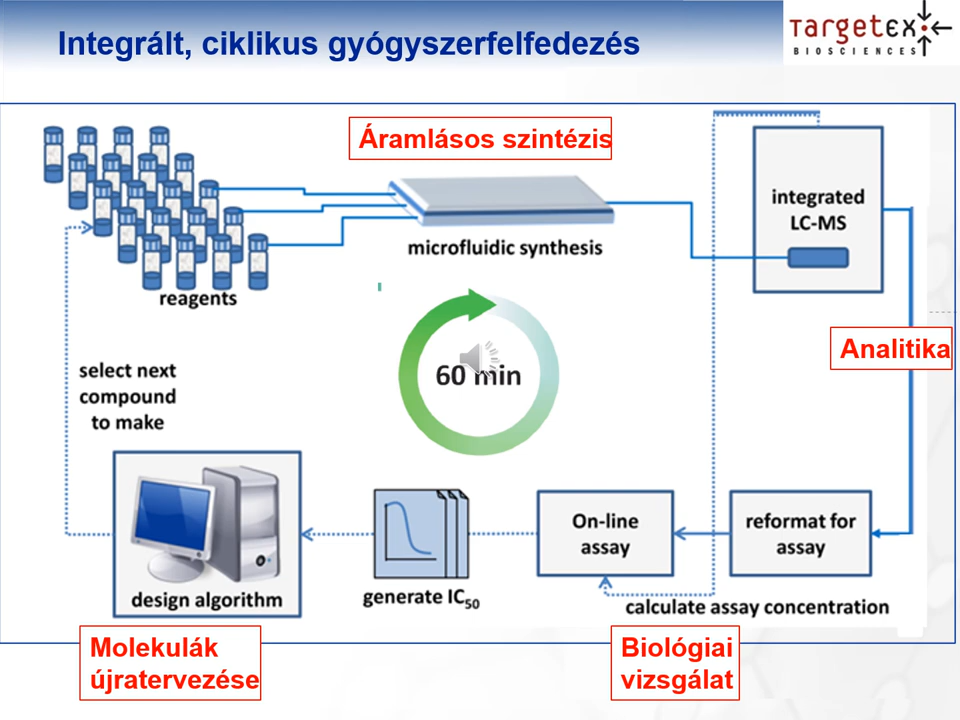 Integrált, ciklikus gyógyszerfelfedezés
TARGETEX
BIOSCIENCES
Áramlásos szintézis
integrated
LC-MS
microfluidic synthesis
reagents
Analitika
60 min
select next
compound
to make
On-line
assay
reformat for
assay
design algorithm
generate IC50
calculate assay concentration
Molekulák
újratervezése
Biológiai
vizsgálat